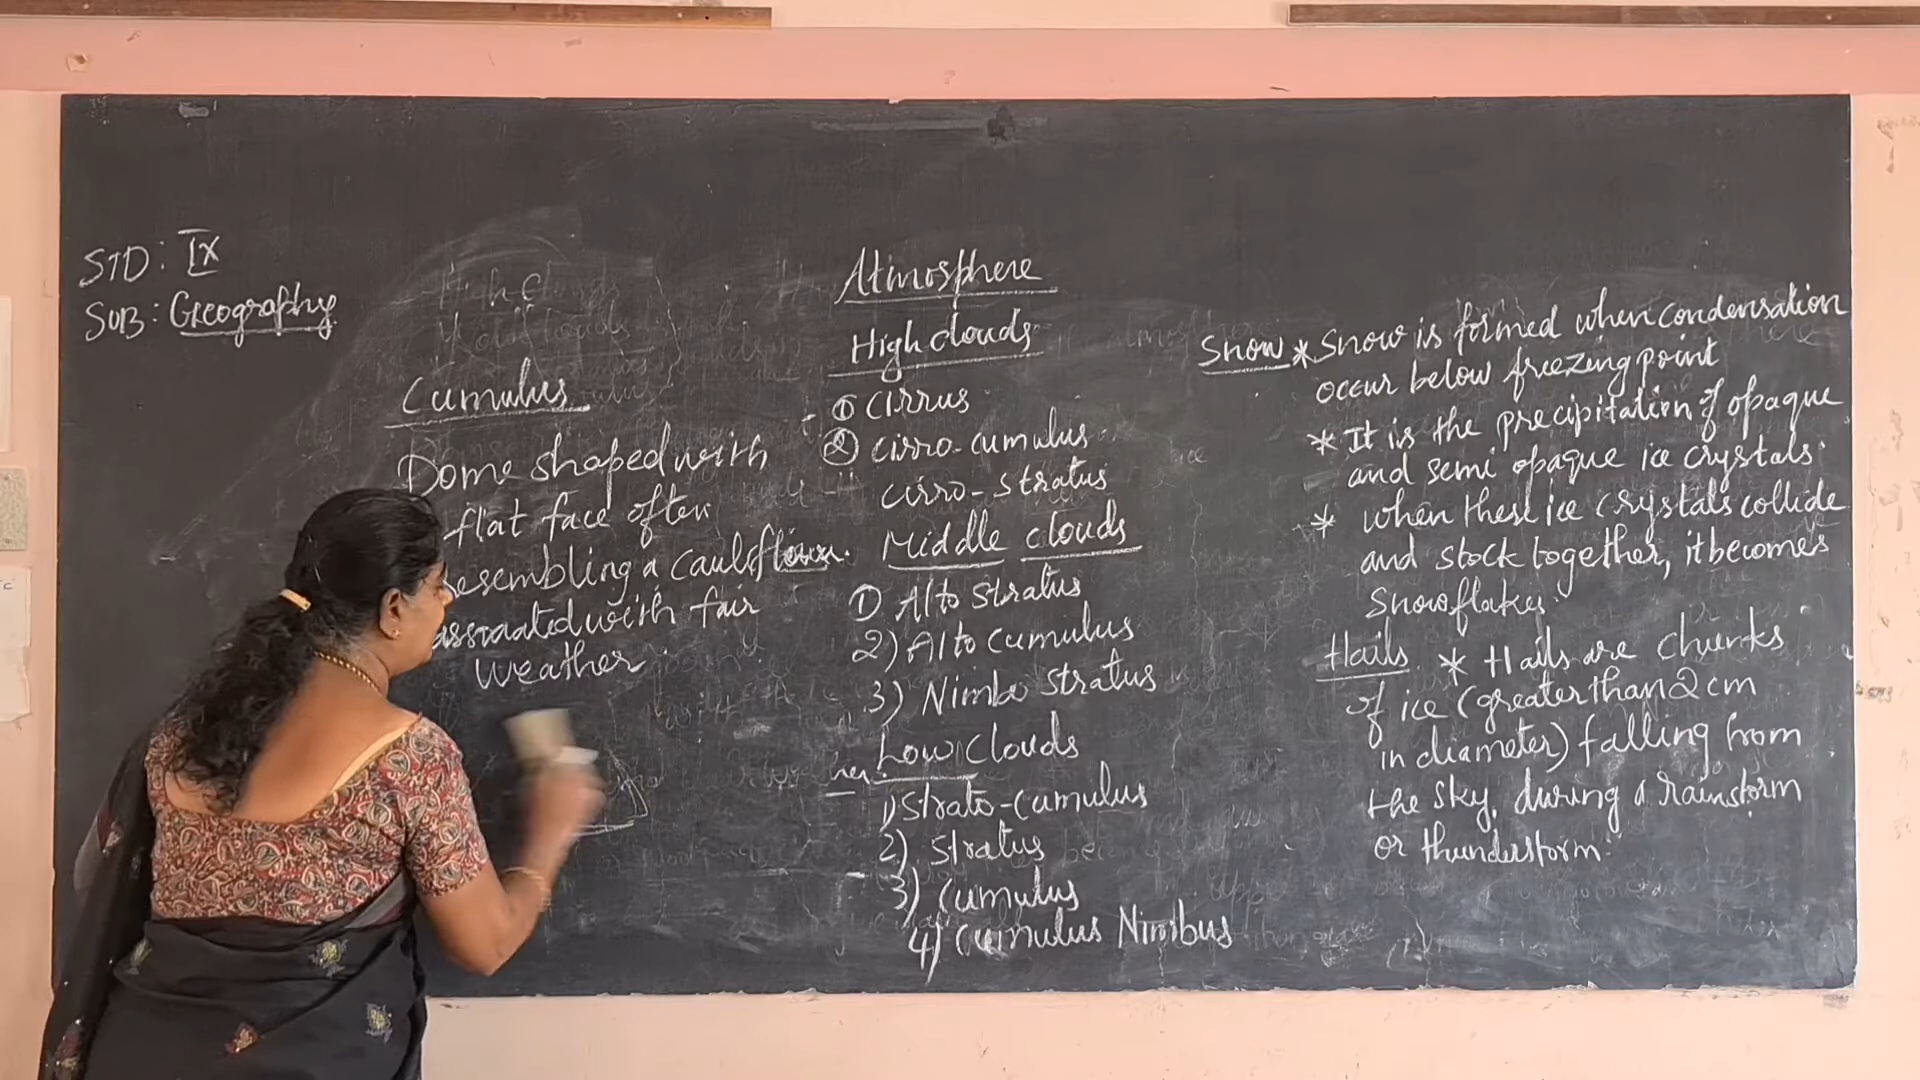 STD: IX
SUB: Geography
Cumulus
Dome shaped with
flat face often
resembling a cauliflower.
associated with fair
weather.
Atmosphere
High clouds
① cirrus
② cirro-cumulus
cirro-stratus
Middle clouds
① Alto stratus
2) Alto cumulus
3) Nimbo stratus
Low clouds
1) Strato-cumulus
2) Stratus
3) Cumulus
4) cumulus Nimbus
Snow * Snow is formed when condensation
occur below freezing point
* It is the precipitation of opaque
and semi opaque ice crystals.
* when these ice crystals collide
and stock together, it becomes
Snowflakes.
Hails * Hails are chunks
of ice (greater than 2 cm
in diameter) falling from
the sky, during a rainstorm
or thunderstorm.